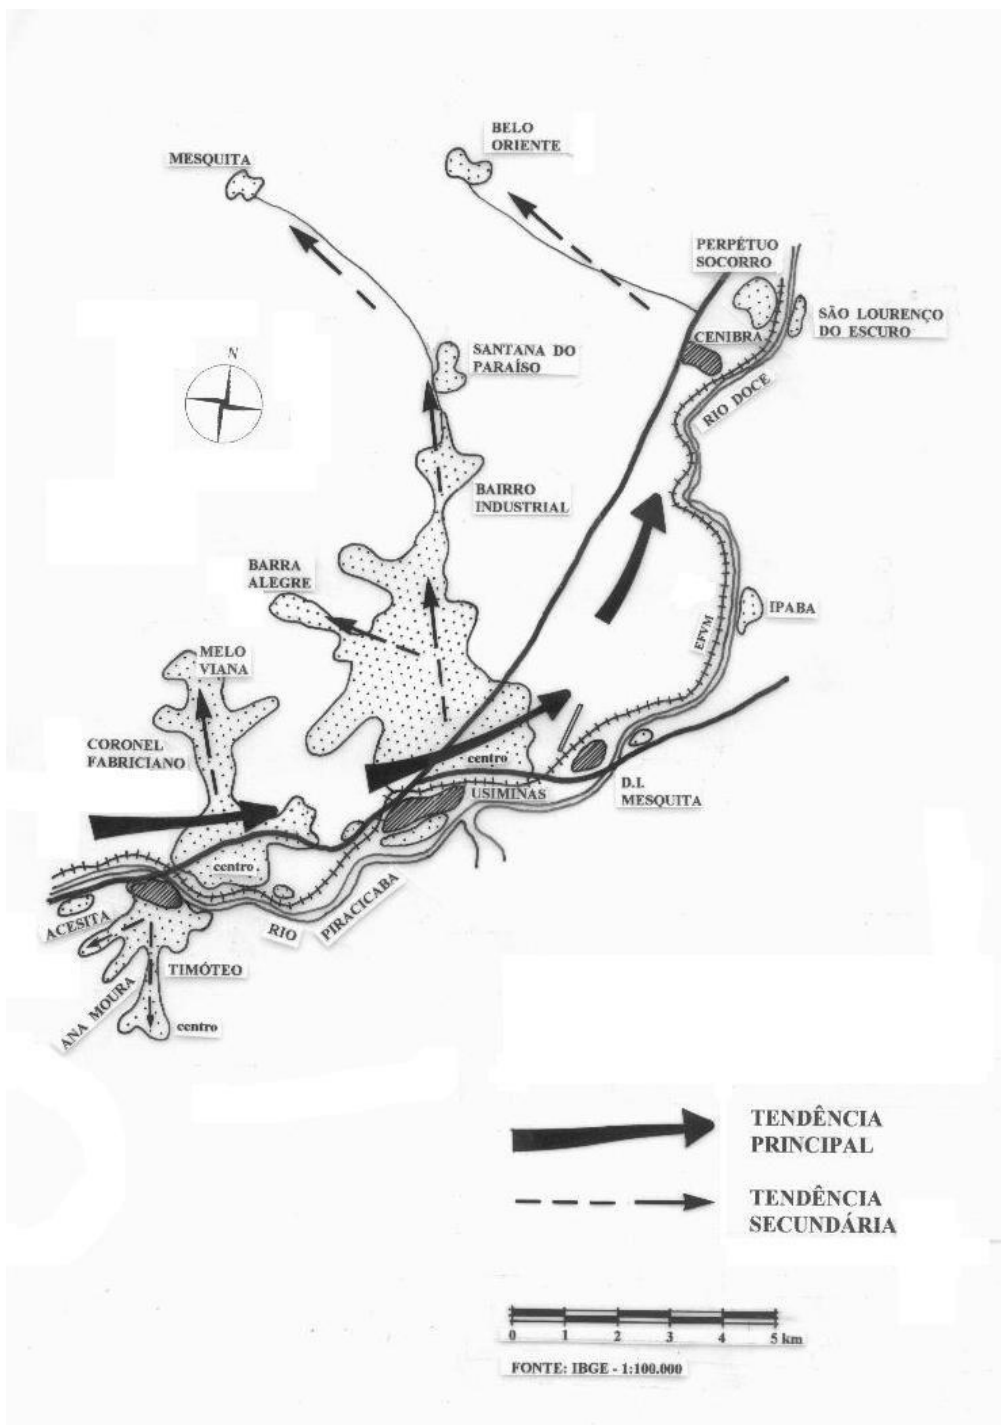 BELO
ORIENTE
MESQUITA
PERPÉTUO
SOCORRO
SÃO LOURENÇO
DO ESCURO
CENIBRA
SANTANA DO
PARAÍSO
N
RIO DOCE
BAIRRO
INDUSTRIAL
BARRA
ALEGRE
IPABA
EFVM
MELO
VIANA
CORONEL
FABRICIANO
centro
USIMINAS
D.I.
MESQUITA
centro
PIRACICABA
RIO
ACESITA
TIMÓTEO
ANA MOURA
centro
TENDÊNCIA
PRINCIPAL
TENDÊNCIA
SECUNDÁRIA
0 1 2 3 4 5 km
FONTE: IBGE - 1:100.000